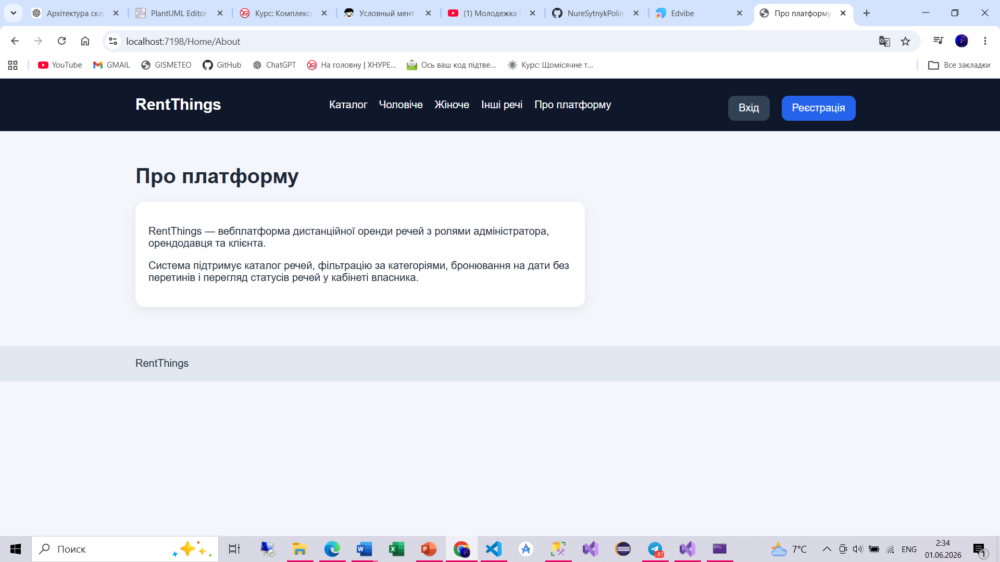 Архітектура скла
PlantUML Editor
Курс: Комплексн
Условный мент
(1) Молодежка |
NureSytnykPolin
Edvibe
Про платформу
localhost:7198/Home/About
YouTube
GMAIL
GISMETEO
GitHub
ChatGPT
На головну | ХНУРЕ...
Ось ваш код підтве...
Курс: Щомісячне т...
Все закладки
RentThings
Каталог
Чоловіче
Жіноче
Інші речі
Про платформу
Вхід
Реєстрація
Про платформу
RentThings — вебплатформа дистанційної оренди речей з ролями адміністратора,
орендодавця та клієнта.
Система підтримує каталог речей, фільтрацію за категоріями, бронювання на дати без
перетинів і перегляд статусів речей у кабінеті власника.
RentThings
Поиск
.87
7°C
ENG
2:34
01.06.2026
1